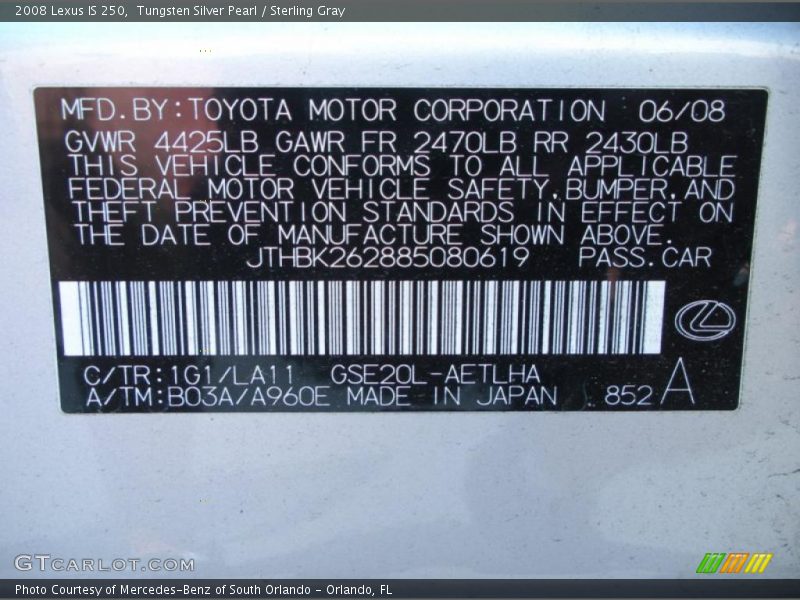 2008 Lexus IS 250,  Tungsten Silver Pearl / Sterling Gray
MFD.BY:TOYOTA MOTOR CORPORATION 06/08
GVWR 4425LB GAWR FR 2470LB RR 2430LB
THIS VEHICLE CONFORMS TO ALL APPLICABLE
FEDERAL MOTOR VEHICLE SAFETY,BUMPER,AND
THEFT PREVENTION STANDARDS IN EFFECT ON
THE DATE OF MANUFACTURE SHOWN ABOVE.
JTHBK262885080619 PASS.CAR
C/TR:1G1/LA11 GSE20L-AETLHA
A/TM:B03A/A960E MADE IN JAPAN 852 A
GTCARLOT.COM
Photo Courtesy of Mercedes-Benz of South Orlando - Orlando, FL